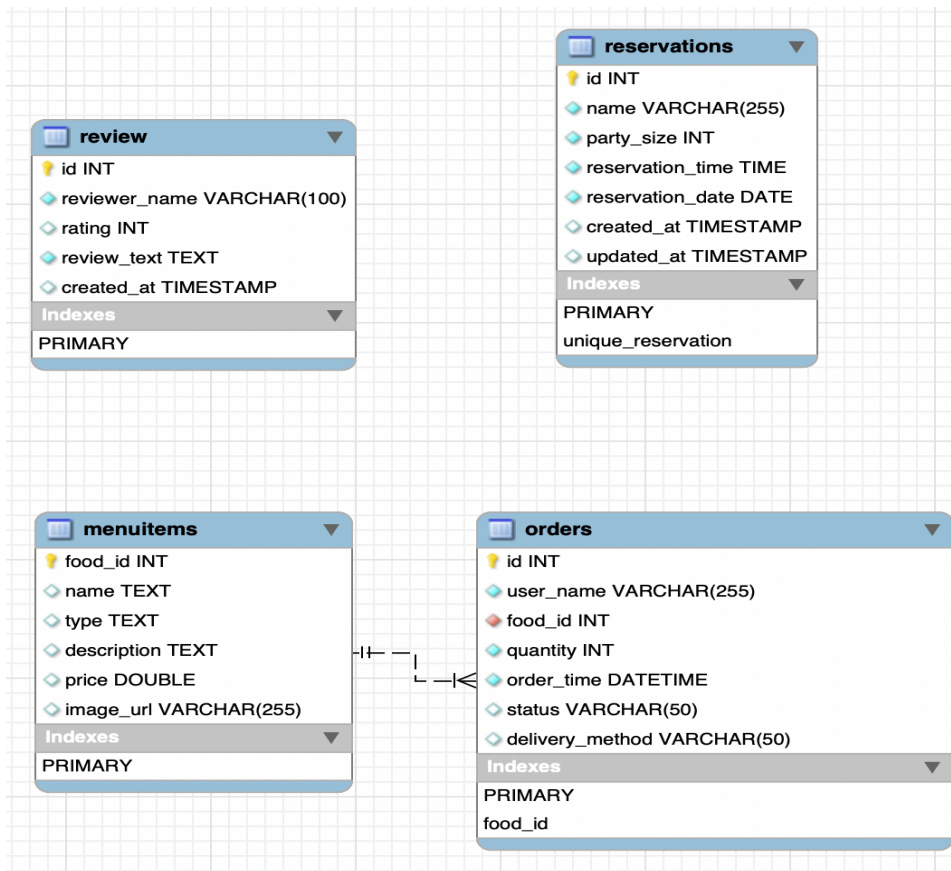 reservations
id INT
name VARCHAR(255)
party_size INT
reservation_time TIME
reservation_date DATE
created_at TIMESTAMP
updated_at TIMESTAMP
Indexes
PRIMARY
unique_reservation
review
id INT
reviewer_name VARCHAR(100)
rating INT
review_text TEXT
created_at TIMESTAMP
Indexes
PRIMARY
menuitems
food_id INT
name TEXT
type TEXT
description TEXT
price DOUBLE
image_url VARCHAR(255)
Indexes
PRIMARY
orders
id INT
user_name VARCHAR(255)
food_id INT
quantity INT
order_time DATETIME
status VARCHAR(50)
delivery_method VARCHAR(50)
Indexes
PRIMARY
food_id